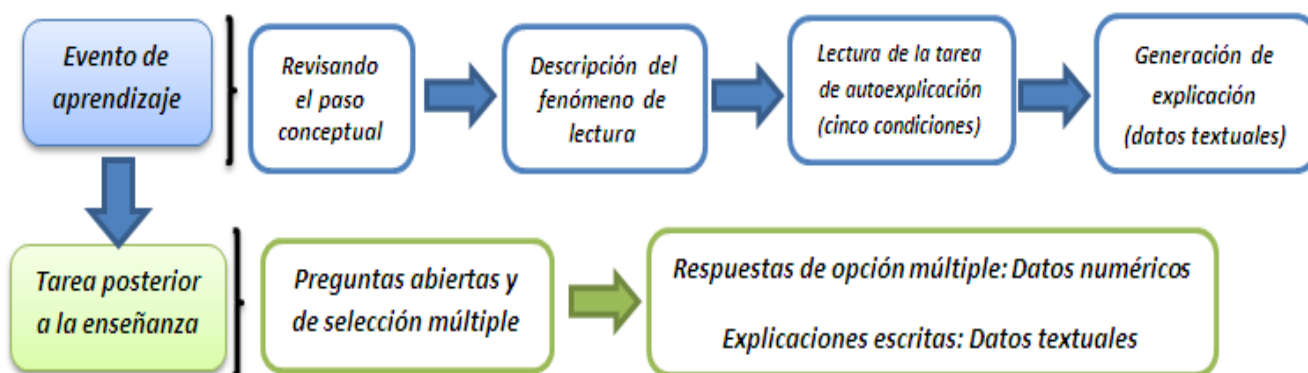 Evento de
aprendizaje
Revisando
el paso
conceptual
Descripción del
fenómeno de
lectura
Lectura de la tarea
de autoexplicación
(cinco condiciones)
Generación de
explicación
(datos textuales)
Tarea posterior
a la enseñanza
Preguntas abiertas y
de selección múltiple
Respuestas de opción múltiple: Datos numéricos
Explicaciones escritas: Datos textuales